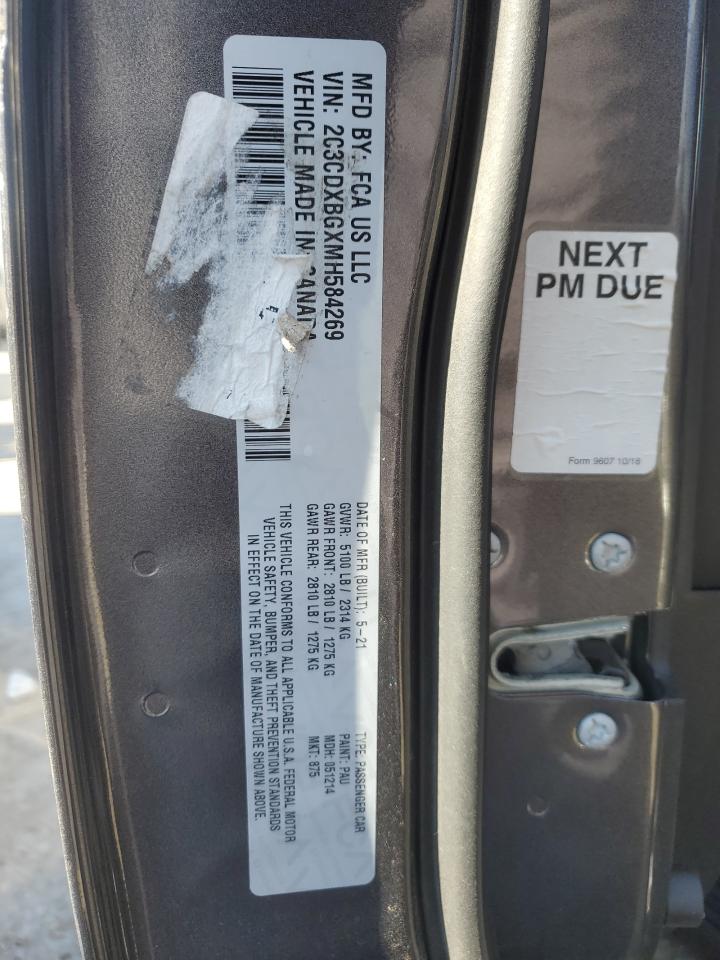 MFD BY: FCA US LLC
VIN: 2C3CDXBGXMH584269
VEHICLE MADE IN CANADA
DATE OF MFR (BUILT): 5-21
GVWR: 5100 LB / 2314 KG
GAWR FRONT: 2810 LB / 1275 KG
GAWR REAR: 2810 LB / 1275 KG
TYPE: PASSENGER CAR
PAINT: PAU
MDH: 051214
MKT: 875
THIS VEHICLE CONFORMS TO ALL APPLICABLE U.S.A. FEDERAL MOTOR
VEHICLE SAFETY, BUMPER, AND THEFT PREVENTION STANDARDS
IN EFFECT ON THE DATE OF MANUFACTURE SHOWN ABOVE.
NEXT
PM DUE
Form 9607 10/16